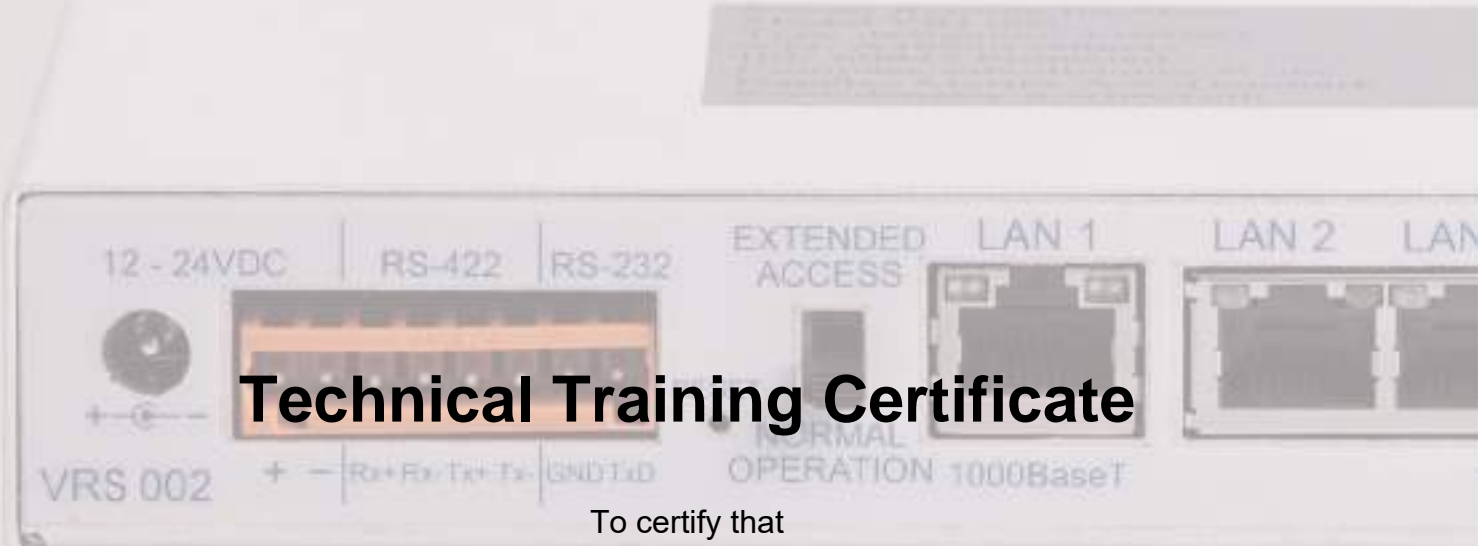 EXTENDED ACCESS
LAN 1
LAN 2
LAN
12 - 24VDC
RS-422
RS-232
Technical Training Certificate
NORMAL OPERATION
1000BaseT
VRS 002
+ -
Rx+ Rx- Tx+ Tx-
GND TxD
To certify that